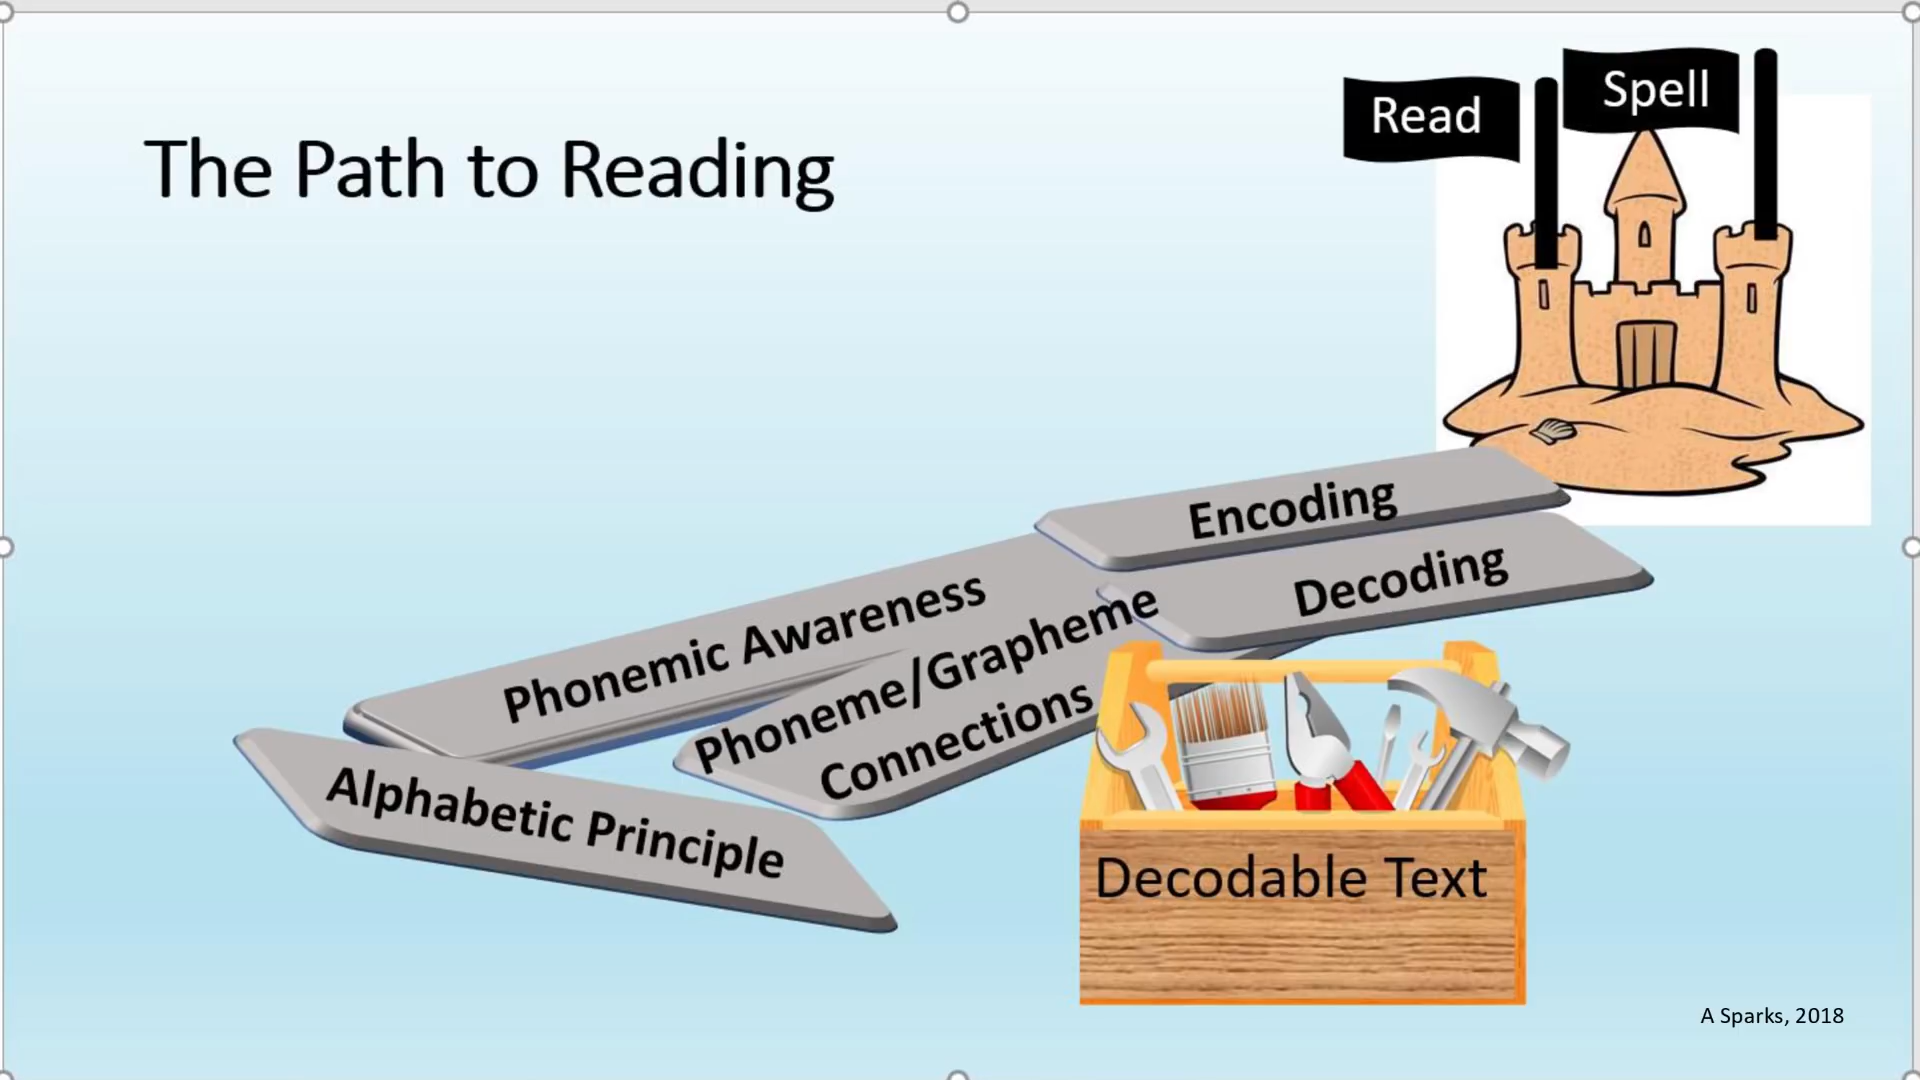 The Path to Reading
Read
Spell
Encoding
Decoding
Phonemic Awareness
Phoneme/Grapheme
Connections
Alphabetic Principle
Decodable Text
A Sparks, 2018